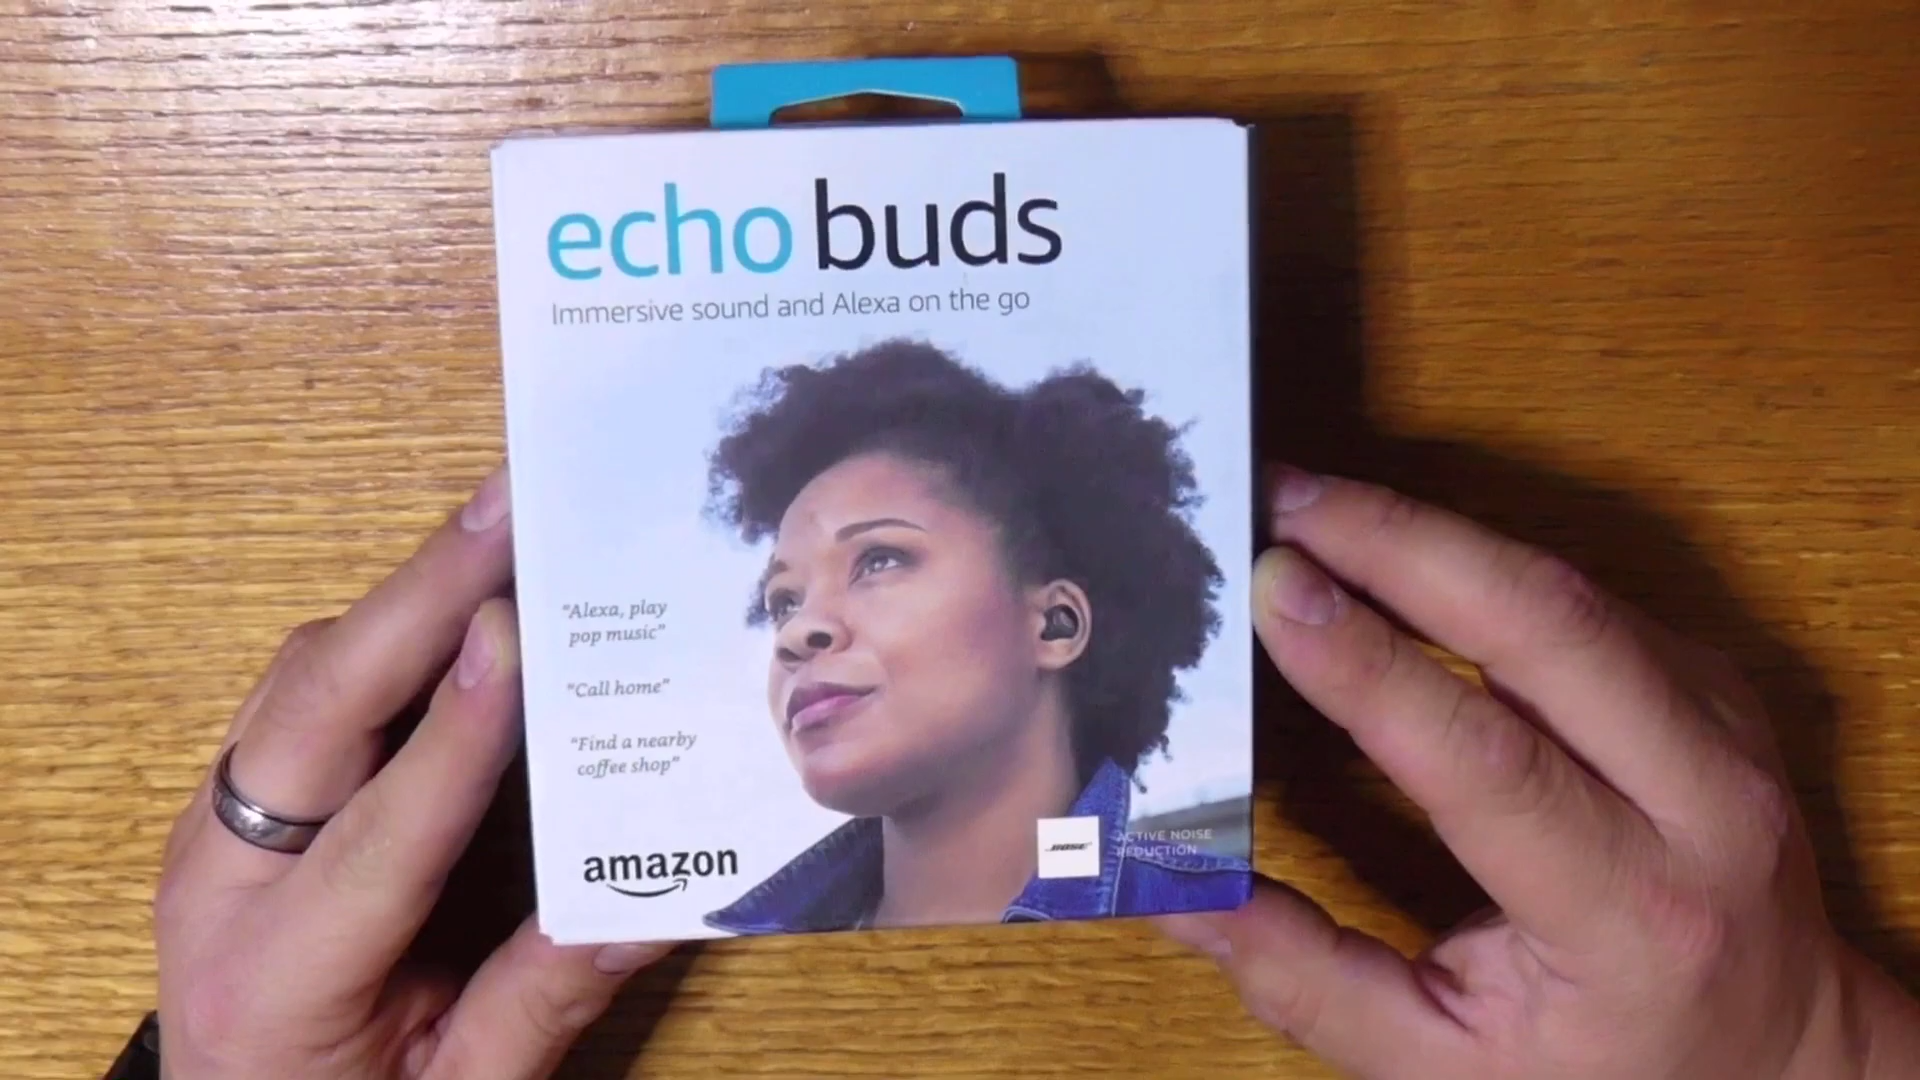 echo buds
Immersive sound and Alexa on the go
“Alexa, play
pop music”
“Call home”
“Find a nearby
coffee shop”
amazon
BOSE
ACTIVE NOISE
REDUCTION